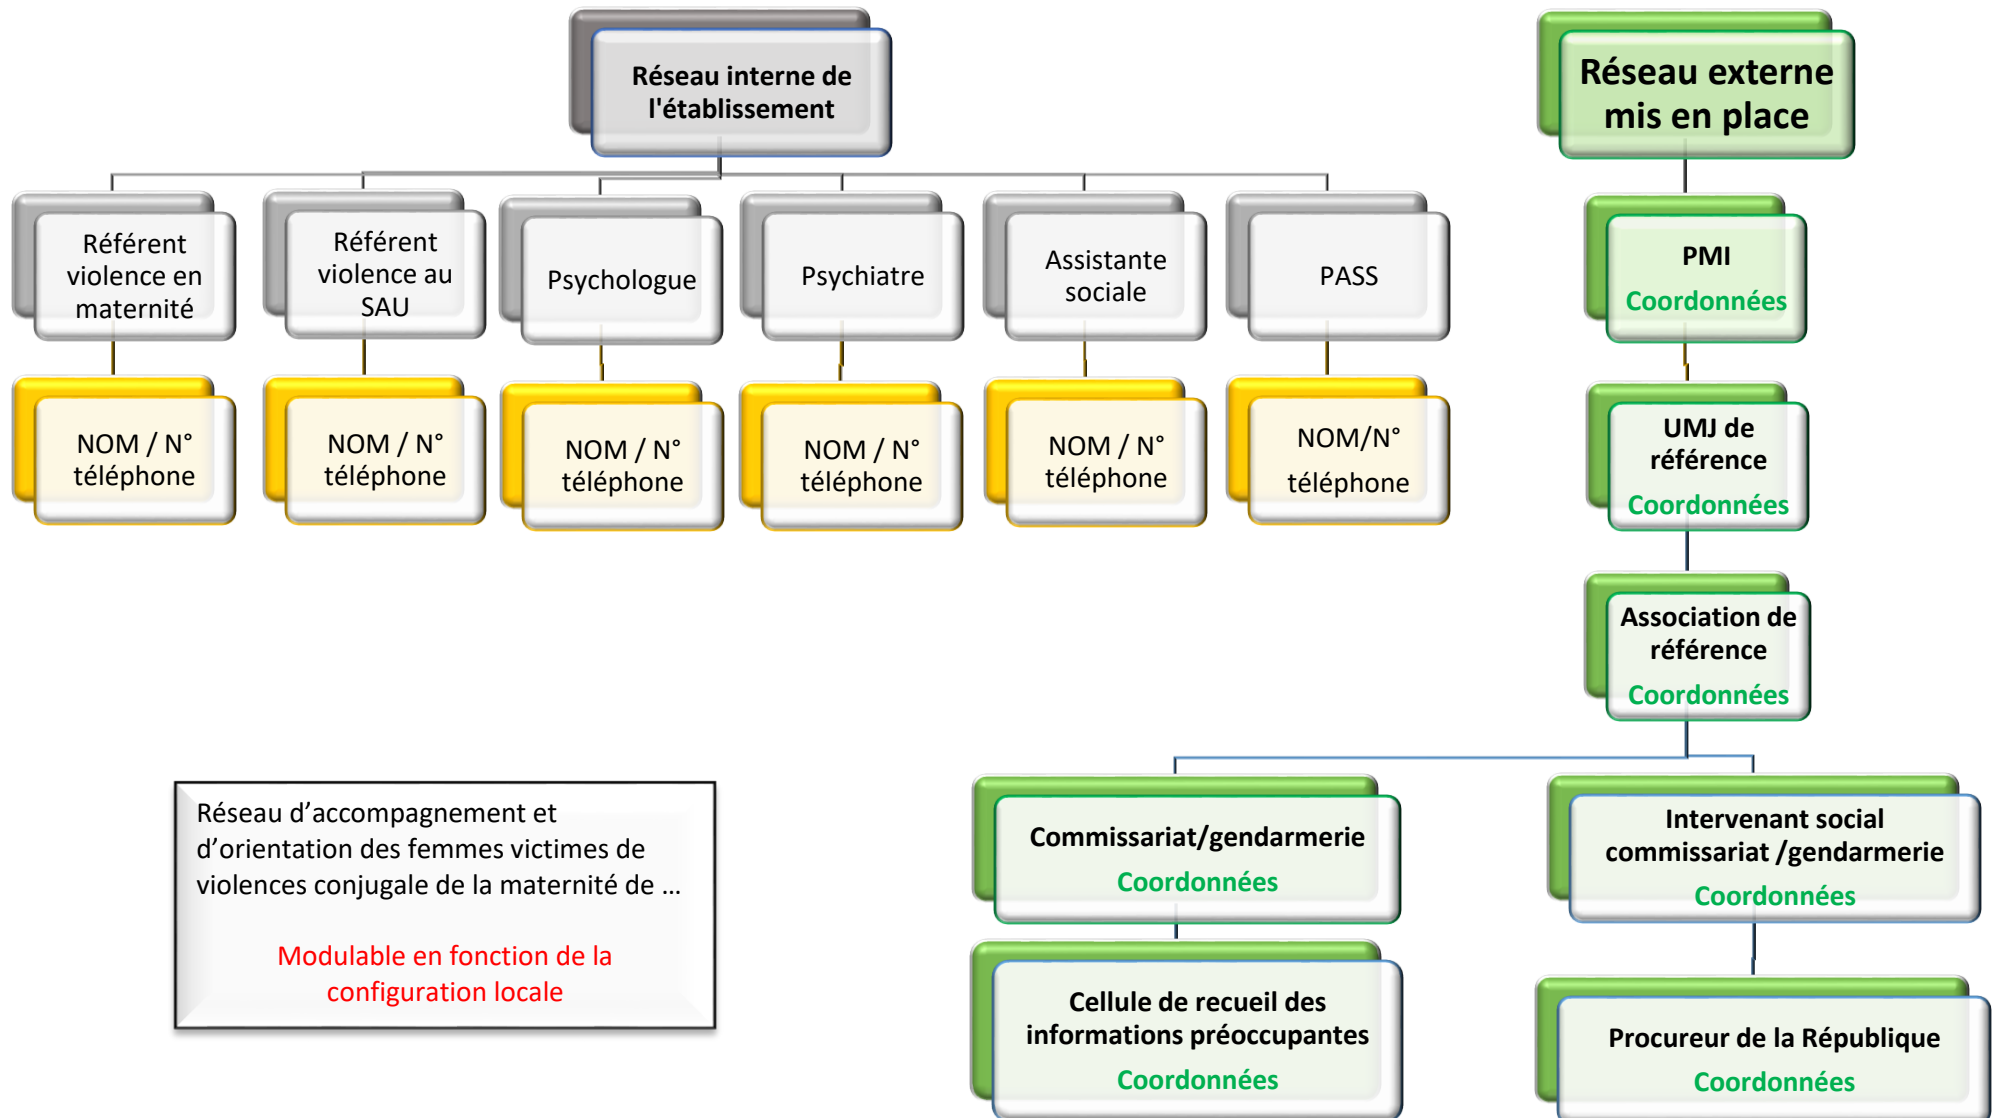 Réseau interne de
l'établissement
Référent
violence en
maternité
NOM / N°
téléphone
Référent
violence au
SAU
NOM / N°
téléphone
Psychologue
NOM / N°
téléphone
Psychiatre
NOM / N°
téléphone
Assistante
sociale
NOM / N°
téléphone
PASS
NOM/N°
téléphone
Réseau externe
mis en place
PMI
Coordonnées
UMJ de
référence
Coordonnées
Association de
référence
Coordonnées
Commissariat/gendarmerie
Coordonnées
Cellule de recueil des
informations préoccupantes
Coordonnées
Intervenant social
commissariat /gendarmerie
Coordonnées
Procureur de la République
Coordonnées
Réseau d’accompagnement et
d’orientation des femmes victimes de
violences conjugale de la maternité de ...
Modulable en fonction de la
configuration locale